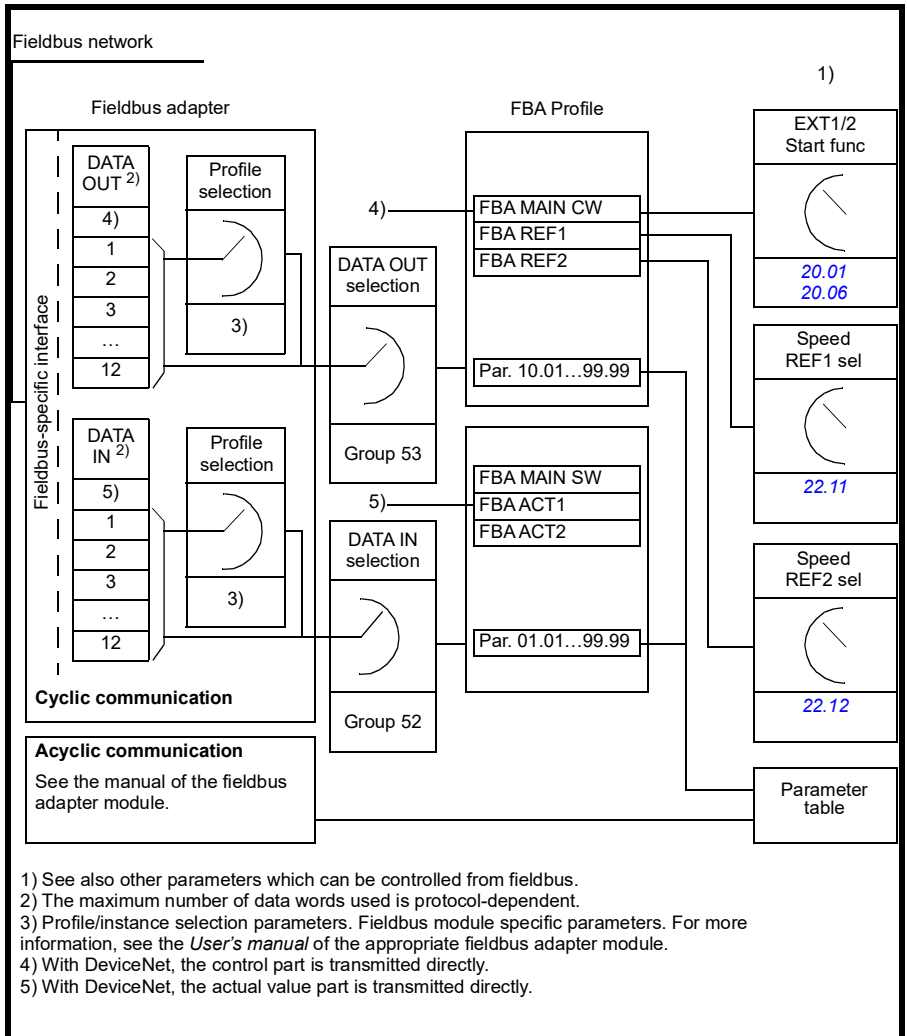 Fieldbus network
1)
Fieldbus adapter
FBA Profile
Fieldbus-specific interface
DATA
OUT 2)
4)
1
2
3
…
12
Profile
selection
3)
DATA
IN 2)
5)
1
2
3
…
12
Profile
selection
3)
Cyclic communication
DATA OUT
selection
Group 53
DATA IN
selection
Group 52
4)
FBA MAIN CW
FBA REF1
FBA REF2
Par. 10.01…99.99
5)
FBA MAIN SW
FBA ACT1
FBA ACT2
Par. 01.01…99.99
EXT1/2
Start func
20.01
20.06
Speed
REF1 sel
22.11
Speed
REF2 sel
22.12
Acyclic communication
See the manual of the fieldbus
adapter module.
Parameter
table
1) See also other parameters which can be controlled from fieldbus.
2) The maximum number of data words used is protocol-dependent.
3) Profile/instance selection parameters. Fieldbus module specific parameters. For more
information, see the User's manual of the appropriate fieldbus adapter module.
4) With DeviceNet, the control part is transmitted directly.
5) With DeviceNet, the actual value part is transmitted directly.